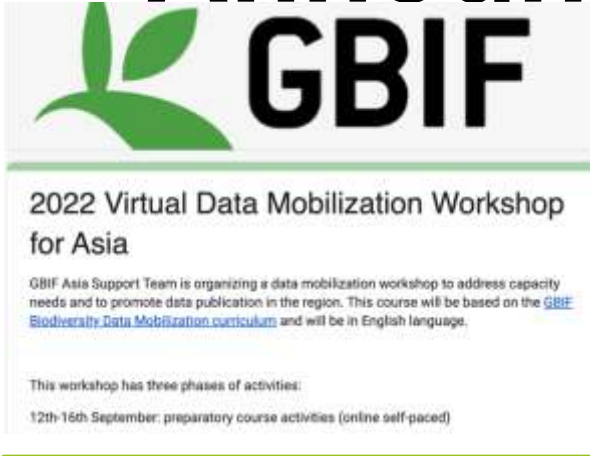 GBIF
2022 Virtual Data Mobilization Workshop
for Asia
GBIF Asia Support Team is organizing a data mobilization workshop to address capacity
needs and to promote data publication in the region. This course will be based on the GBIF
Biodiversity Data Mobilization curriculum and will be in English language.
This workshop has three phases of activities:
12th-16th September: preparatory course activities (online self-paced)